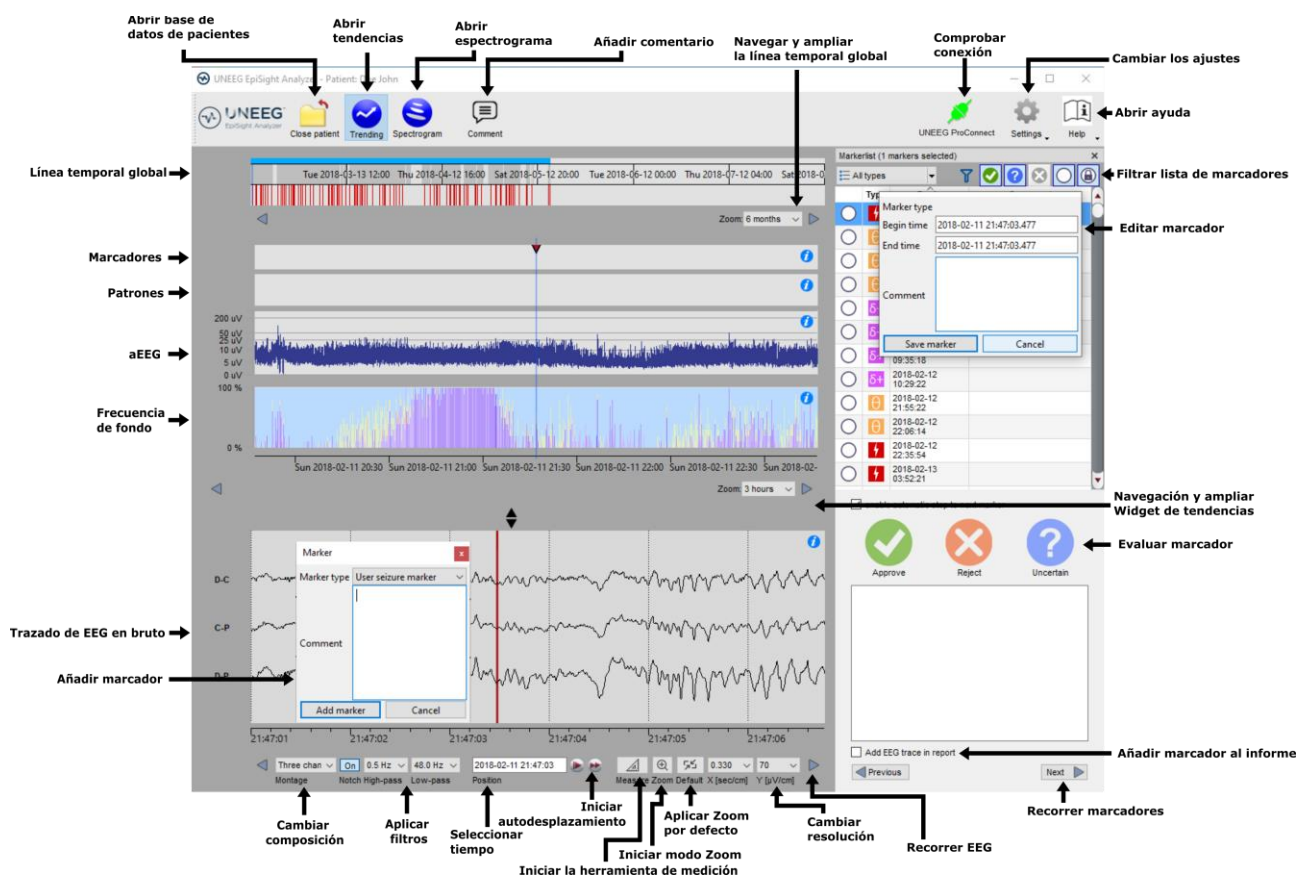 Abrir base de
datos de pacientes
Abrir
tendencias
Abrir
espectrograma
Añadir comentario
Navegar y ampliar
la línea temporal global
Comprobar
conexión
Cambiar los ajustes
UNEEG EpiSight Analyzer - Patient: Doe John
UNEEG
EpiSight Analyzer
Close patient
Trending
Spectrogram
Comment
UNEEG ProConnect
Settings
Help
Abrir ayuda
Línea temporal global
Tue 2018-03-13 12:00
Thu 2018-04-12 16:00
Sat 2018-05-12 20:00
Tue 2018-06-12 00:00
Thu 2018-07-12 04:00
Sat 2018-0
Zoom: 6 months
Markerlist (1 markers selected)
All types
Filtrar lista de marcadores
Marker type
Begin time
2018-02-11 21:47:03.477
End time
2018-02-11 21:47:03.477
Comment
Save marker
Cancel
Editar marcador
Marcadores
Patrones
aEEG
200 uV
50 uV
25 uV
10 uV
5 uV
0 uV
Frecuencia
de fondo
100 %
0 %
09:35:18
δ+
2018-02-12
10:29:22
θ
2018-02-12
21:55:22
θ
2018-02-12
22:06:14
2018-02-12
22:35:54
2018-02-13
03:52:21
Sun 2018-02-11 20:30
Sun 2018-02-11 21:00
Sun 2018-02-11 21:30
Sun 2018-02-11 22:00
Sun 2018-02-11 22:30
Sun 2018-02-
Zoom: 3 hours
Navegación y ampliar
Widget de tendencias
Approve
Reject
Uncertain
Evaluar marcador
Marker
Marker type
User seizure marker
Comment
Add marker
Cancel
D-C
C-P
D-P
Trazado de EEG en bruto
Añadir marcador
21:47:01
21:47:02
21:47:03
21:47:04
21:47:05
21:47:06
Three chan
On
0.5 Hz
48.0 Hz
2018-02-11 21:47:03
0.330
70
Montage
Notch
High-pass
Low-pass
Position
Measure
Zoom
Default
X [sec/cm]
Y [µV/cm]
Add EEG trace in report
Añadir marcador al informe
Previous
Next
Recorrer marcadores
Cambiar
composición
Aplicar
filtros
Seleccionar
tiempo
Iniciar
autodesplazamiento
Aplicar Zoom
por defecto
Cambiar
resolución
Recorrer EEG
Iniciar modo Zoom
Iniciar la herramienta de medición